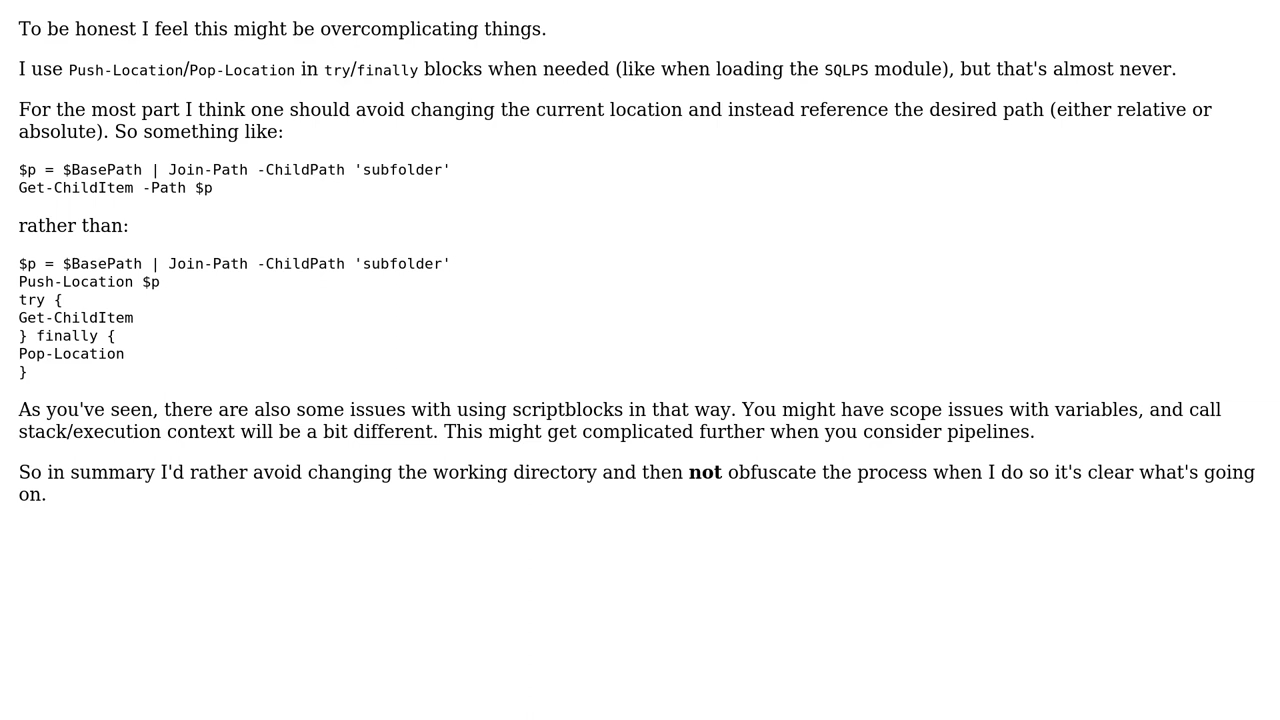 To be honest I feel this might be overcomplicating things.
I use Push-Location/Pop-Location in try/finally blocks when needed (like when loading the SQLPS module), but that's almost never.
For the most part I think one should avoid changing the current location and instead reference the desired path (either relative or
absolute). So something like:
$p = $BasePath | Join-Path -ChildPath 'subfolder'
Get-ChildItem -Path $p
rather than:
$p = $BasePath | Join-Path -ChildPath 'subfolder'
Push-Location $p
try {
Get-ChildItem
} finally {
Pop-Location
}
As you've seen, there are also some issues with using scriptblocks in that way. You might have scope issues with variables, and call
stack/execution context will be a bit different. This might get complicated further when you consider pipelines.
So in summary I'd rather avoid changing the working directory and then not obfuscate the process when I do so it's clear what's going
on.